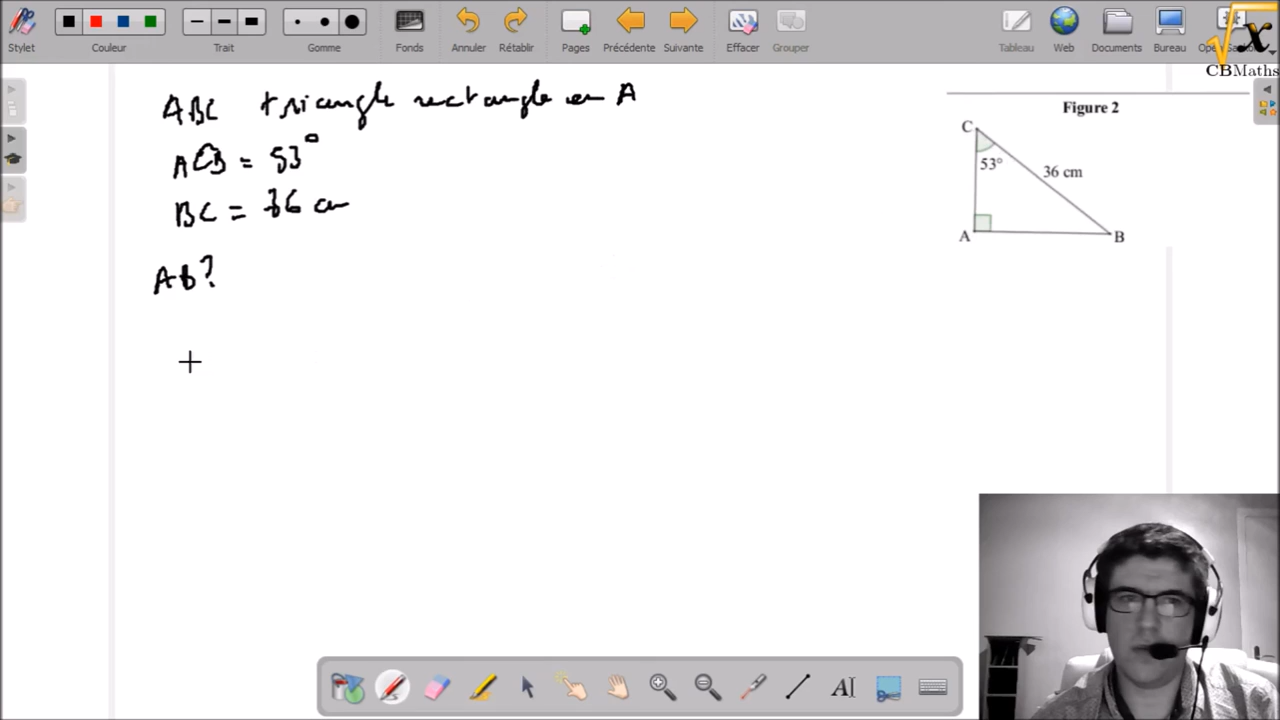 Stylet
Couleur
Trait
Gomme
Fonds
Annuler
Rétablir
Pages
Précédente
Suivante
Effacer
Grouper
Tableau
Web
Documents
Bureau
CBMaths
ABC triangle rectangle en A
ACB = 53°
BC = 36 cm
AB?
Figure 2
C
53°
36 cm
A
B
AI